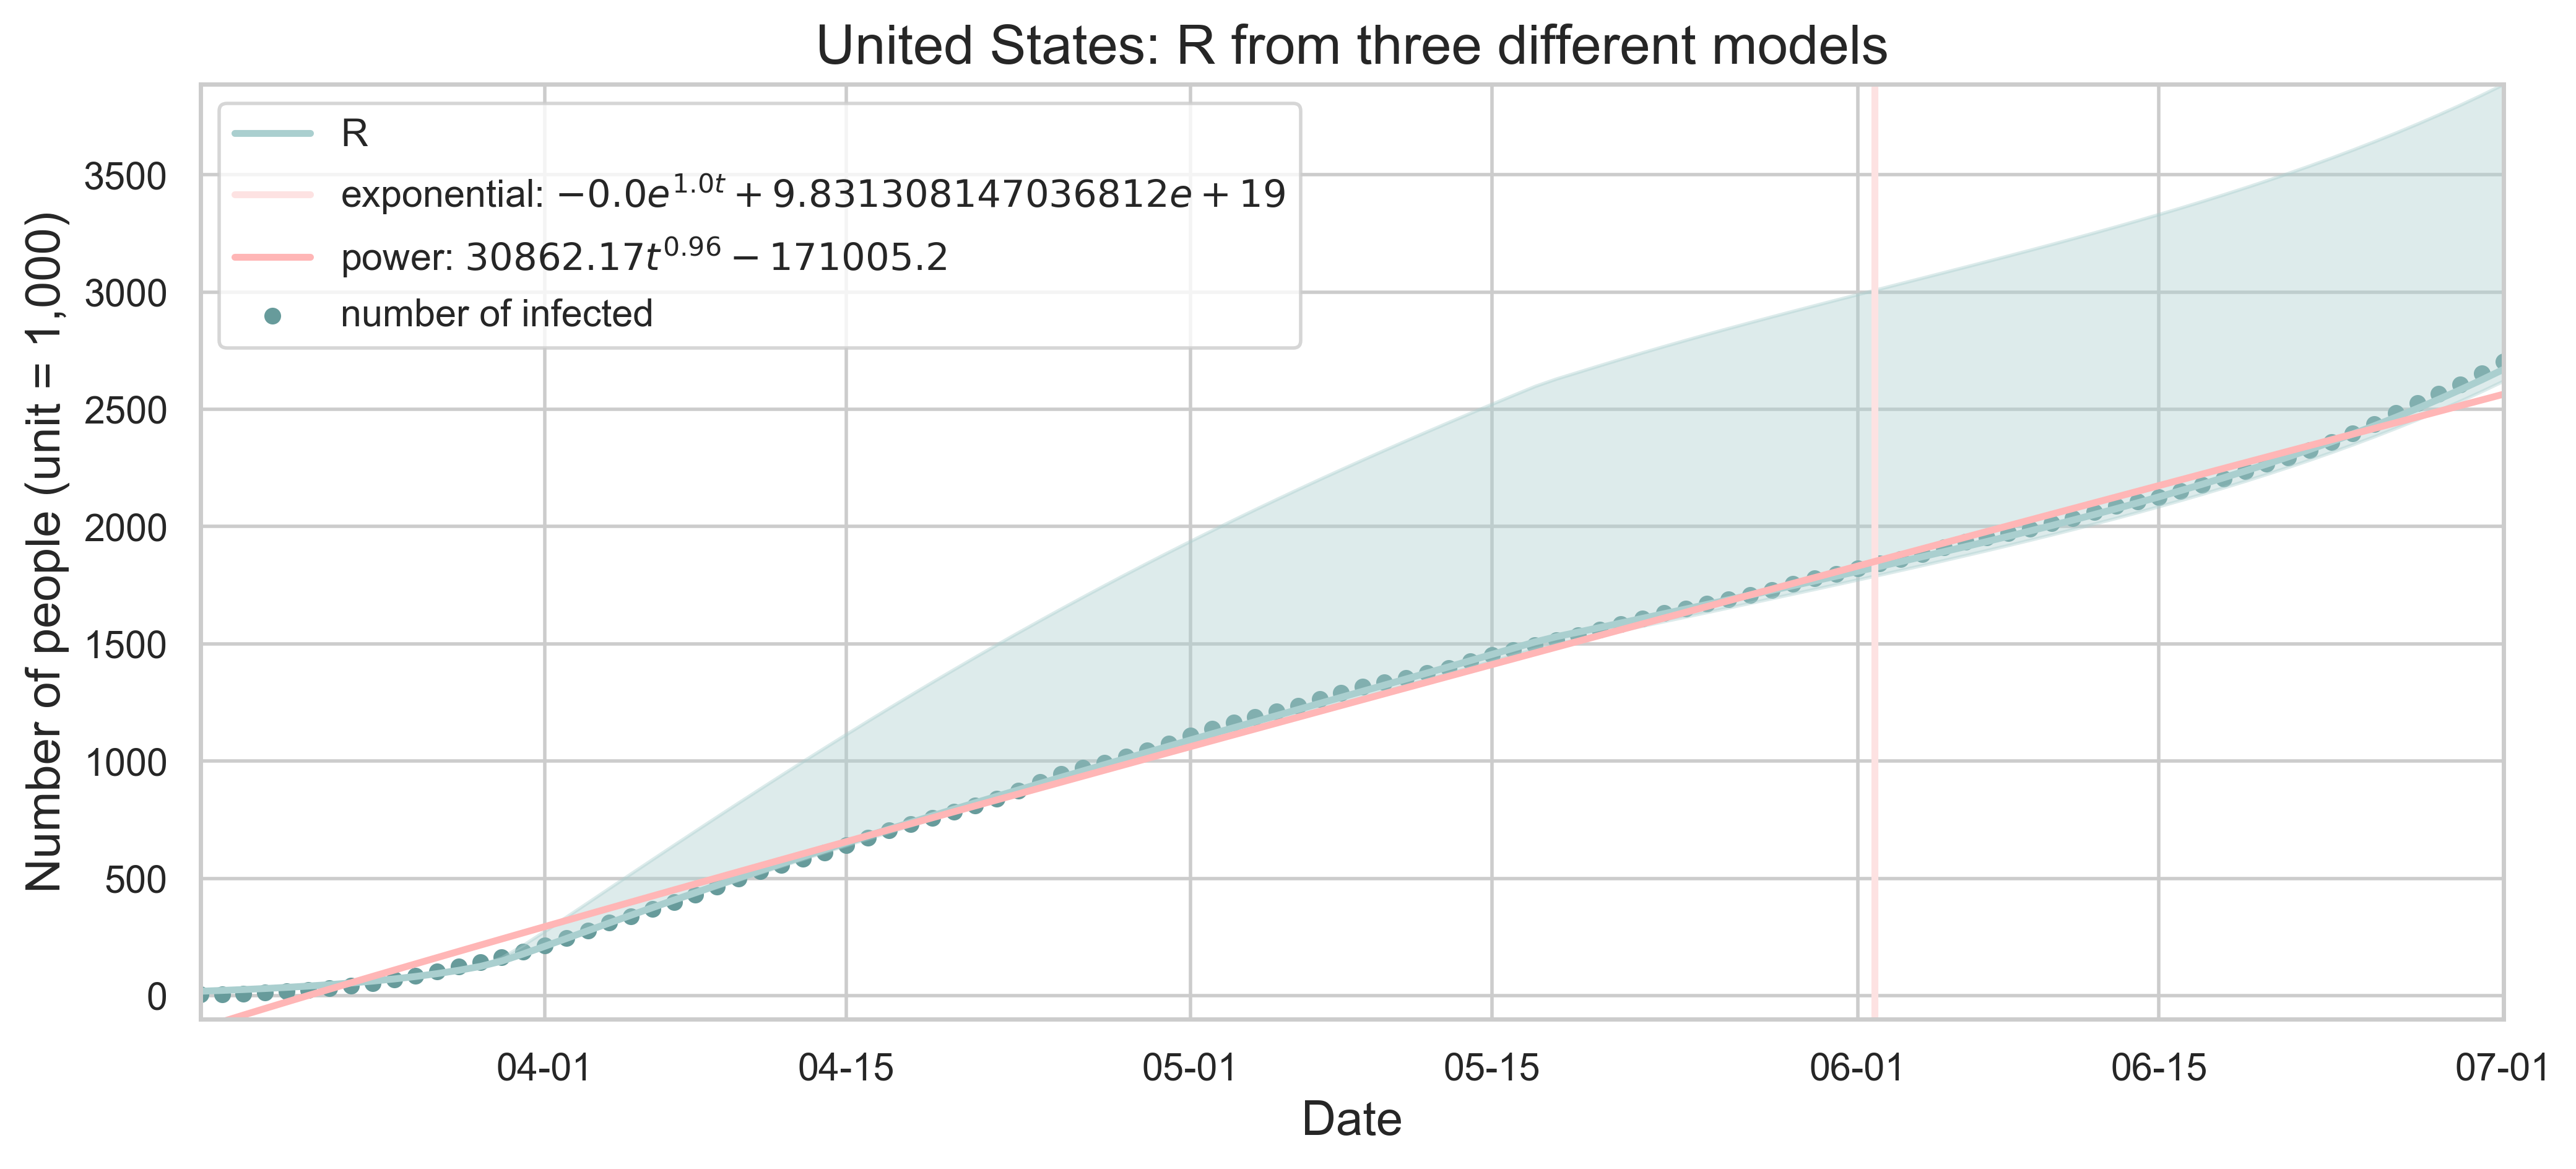 United States: R from three different models
R
exponential: −0.0e^{1.0t} + 9.831308147036812e + 19
power: 30862.17t^{0.96} − 171005.2
number of infected
Number of people (unit = 1,000)
3500
3000
2500
2000
1500
1000
500
0
04-01
04-15
05-01
05-15
06-01
06-15
07-01
Date